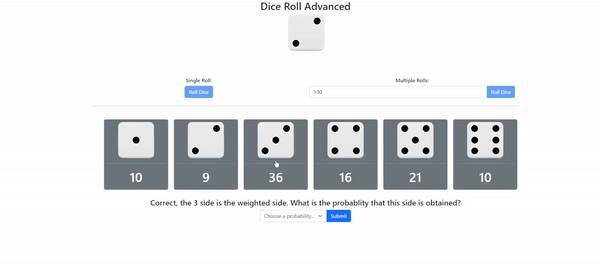 Dice Roll Advanced
Single Roll:
Multiple Rolls:
Roll Dice
100
Roll Dice
10
9
36
16
21
10
Correct, the 3 side is the weighted side. What is the probablity that this side is obtained?
Choose a probability...
Submit